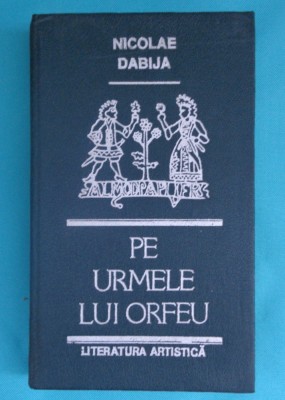 NICOLAE
DABIJA
PE
URMELE
LUI ORFEU
LITERATURA ARTISTICĂ